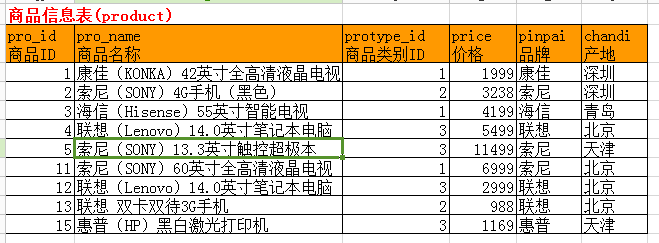 商品信息表(product)
pro_id pro_name protype_id price pinpai chandi
商品ID 商品名称 商品类别ID 价格 品牌 产地
1 康佳（KONKA）42英寸全高清液晶电视 1 1999 康佳 深圳
2 索尼（SONY）4G手机（黑色） 2 3238 索尼 深圳
3 海信（Hisense）55英寸智能电视 1 4199 海信 青岛
4 联想（Lenovo）14.0英寸笔记本电脑 3 5499 联想 北京
5 索尼（SONY）13.3英寸触控超极本 3 11499 索尼 天津
11 索尼（SONY）60英寸全高清液晶电视 1 6999 索尼 北京
12 联想（Lenovo）14.0英寸笔记本电脑 3 2999 联想 北京
13 联想 双卡双待3G手机 2 988 联想 北京
15 惠普（HP）黑白激光打印机 3 1169 惠普 天津